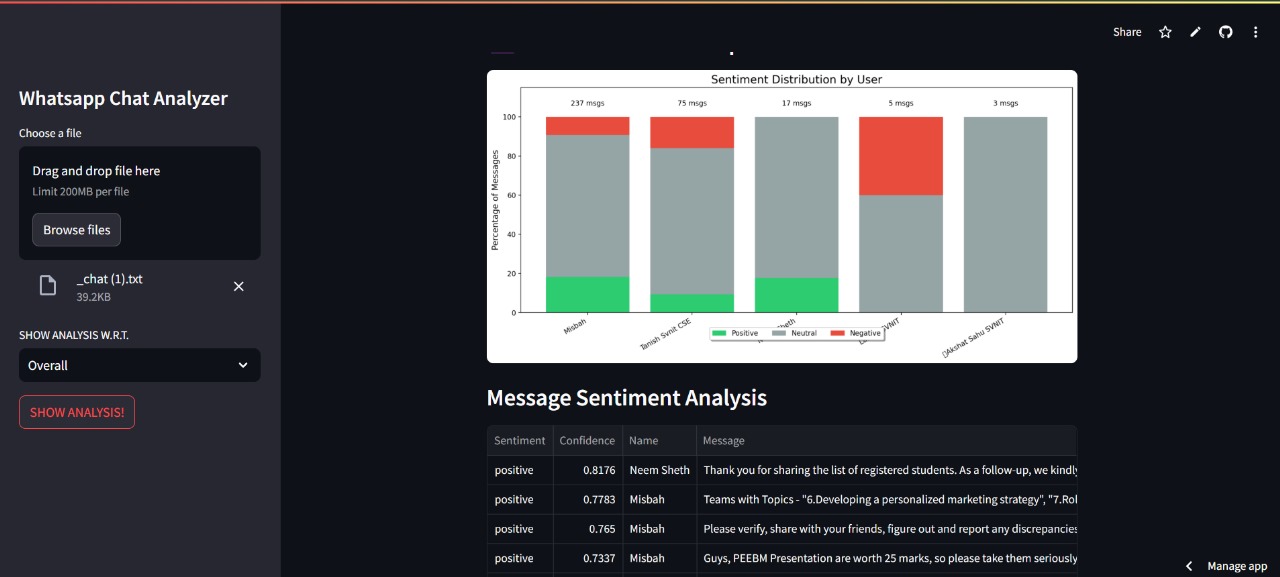 Share
Whatsapp Chat Analyzer
Choose a file
Drag and drop file here
Limit 200MB per file
Browse files
_chat (1).txt
39.2KB
SHOW ANALYSIS W.R.T.
Overall
SHOW ANALYSIS!
Sentiment Distribution by User
237 msgs 75 msgs 17 msgs 5 msgs 3 msgs
Percentage of Messages
100
80
60
40
20
0
Misbah Tanish Svnit CSE Sheth SVNIT Akshat Sahu SVNIT
Positive Neutral Negative
Message Sentiment Analysis
Sentiment Confidence Name Message
positive 0.8176 Neem Sheth Thank you for sharing the list of registered students. As a follow-up, we kindly
positive 0.7783 Misbah Teams with Topics - "6.Developing a personalized marketing strategy", "7.Rol
positive 0.765 Misbah Please verify, share with your friends, figure out and report any discrepancies
positive 0.7337 Misbah Guys, PEEBM Presentation are worth 25 marks, so please take them seriously
Manage app